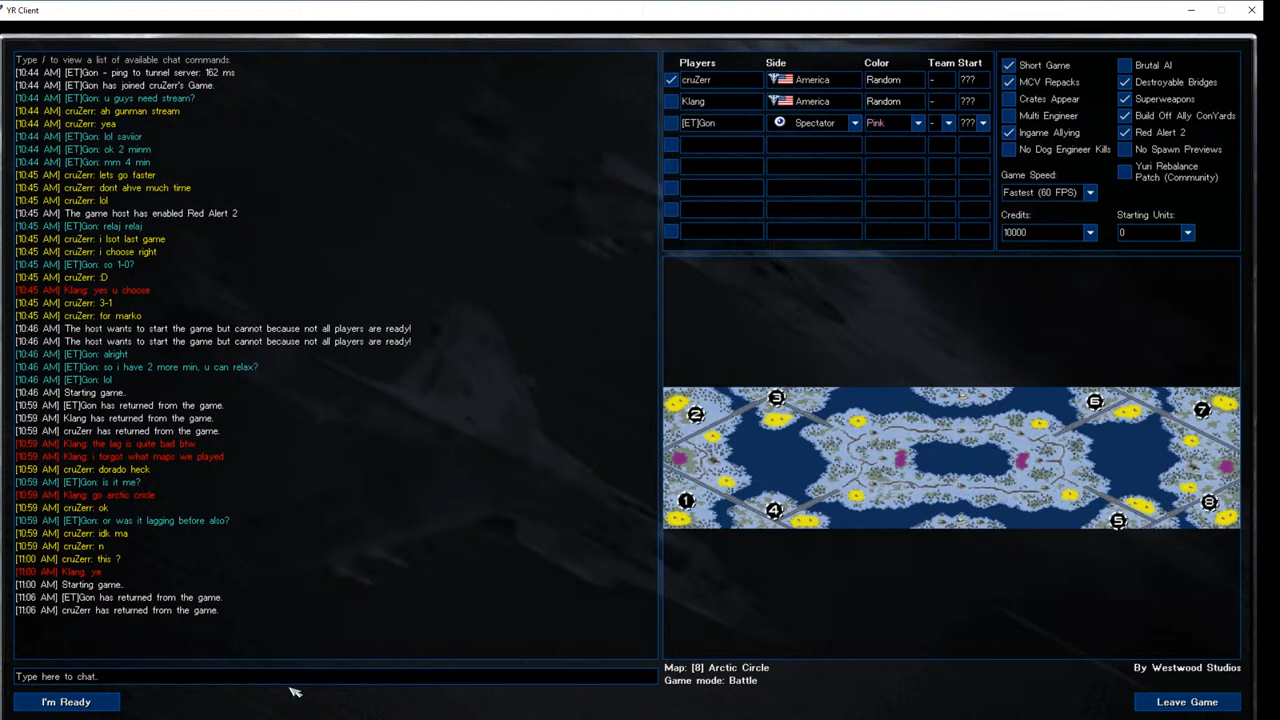 YR Client
Type / to view a list of available chat commands.
[10:44 AM] [ET]Gon - ping to tunnel server: 162 ms
[10:44 AM] [ET]Gon has joined cruZerr's Game.
[10:44 AM] [ET]Gon: u guys need stream?
[10:44 AM] cruZerr: ah gunman stream
[10:44 AM] cruZerr: yea
[10:44 AM] [ET]Gon: lol saviior
[10:44 AM] [ET]Gon: ok 2 minm
[10:44 AM] [ET]Gon: mm 4 min
[10:44 AM] cruZerr: lets go faster
[10:44 AM] cruZerr: dont ahve much time
[10:44 AM] cruZerr: lol
[10:45 AM] The game host has enabled Red Alert 2
[10:45 AM] [ET]Gon: relaj relaj
[10:45 AM] cruZerr: i lsot last game
[10:45 AM] cruZerr: i choose right
[10:45 AM] [ET]Gon: so 1-0?
[10:45 AM] cruZerr: :D
[10:45 AM] Klang: yes u choose
[10:45 AM] cruZerr: 3-1
[10:45 AM] cruZerr: for marko
[10:46 AM] The host wants to start the game but cannot because not all players are ready!
[10:46 AM] The host wants to start the game but cannot because not all players are ready!
[10:46 AM] [ET]Gon: alright
[10:46 AM] [ET]Gon: so i have 2 more min, u can relax?
[10:46 AM] [ET]Gon: lol
[10:46 AM] Starting game..
[10:59 AM] [ET]Gon has returned from the game.
[10:59 AM] Klang has returned from the game.
[10:59 AM] cruZerr has returned from the game.
[10:59 AM] Klang: the lag is quite bad btw
[10:59 AM] Klang: i forgot what maps we played
[10:59 AM] cruZerr: dorado heck
[10:59 AM] [ET]Gon: is it me?
[10:59 AM] Klang: go arctic cricle
[10:59 AM] cruZerr: ok
[10:59 AM] [ET]Gon: or was it lagging before also?
[10:59 AM] cruZerr: idk ma
[10:59 AM] cruZerr: n
[11:00 AM] cruZerr: this ?
[11:00 AM] Klang: ye
[11:00 AM] Starting game..
[11:06 AM] [ET]Gon has returned from the game.
[11:06 AM] cruZerr has returned from the game.
Type here to chat..
I'm Ready
Players Side Color Team Start
cruZerr America Random - ???
Klang America Random - ???
[ET]Gon Spectator Pink - ???
Short Game Brutal AI
MCV Repacks Destroyable Bridges
Crates Appear Superweapons
Multi Engineer Build Off Ally ConYards
Ingame Allying Red Alert 2
No Dog Engineer Kills No Spawn Previews
Yuri Rebalance
Patch (Community)
Game Speed:
Fastest (60 FPS)
Credits: Starting Units:
10000 0
2 3 6 7
1 4 5 8
Map: [8] Arctic Circle By Westwood Studios
Game mode: Battle
Leave Game